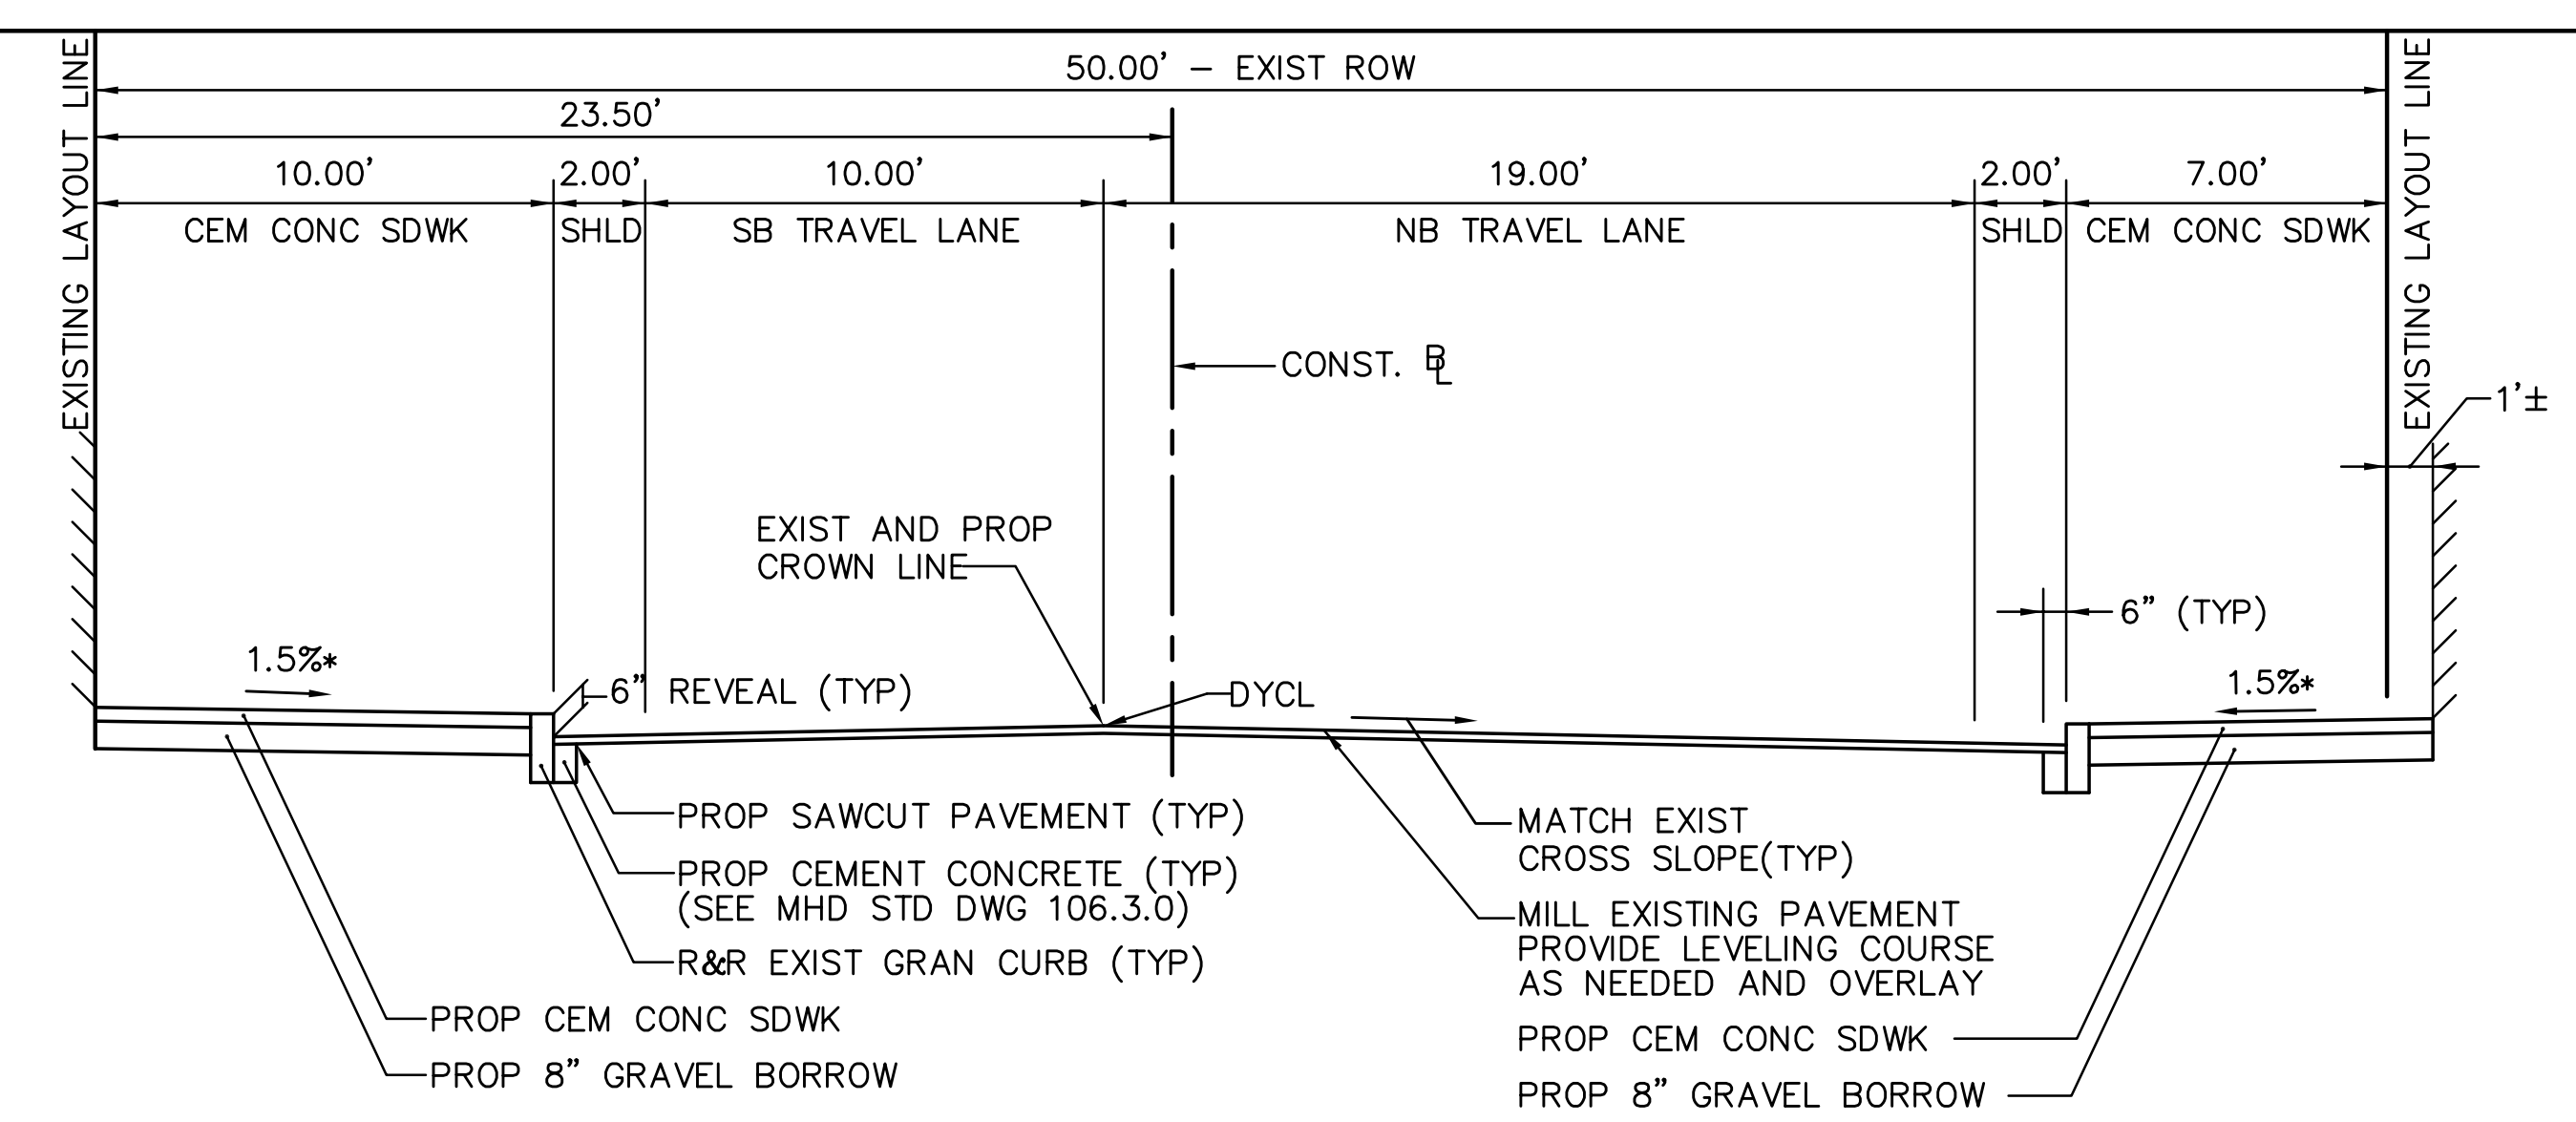 50.00' - EXIST ROW
23.50'
10.00' 2.00' 10.00' 19.00' 2.00' 7.00'
CEM CONC SDWK SHLD SB TRAVEL LANE NB TRAVEL LANE SHLD CEM CONC SDWK
EXISTING LAYOUT LINE
EXISTING LAYOUT LINE
CONST. BL
1'±
EXIST AND PROP
CROWN LINE
6" (TYP)
1.5%*
6" REVEAL (TYP)
DYCL
1.5%*
PROP SAWCUT PAVEMENT (TYP)
PROP CEMENT CONCRETE (TYP)
(SEE MHD STD DWG 106.3.0)
R&R EXIST GRAN CURB (TYP)
PROP CEM CONC SDWK
PROP 8" GRAVEL BORROW
MATCH EXIST
CROSS SLOPE(TYP)
MILL EXISTING PAVEMENT
PROVIDE LEVELING COURSE
AS NEEDED AND OVERLAY
PROP CEM CONC SDWK
PROP 8" GRAVEL BORROW